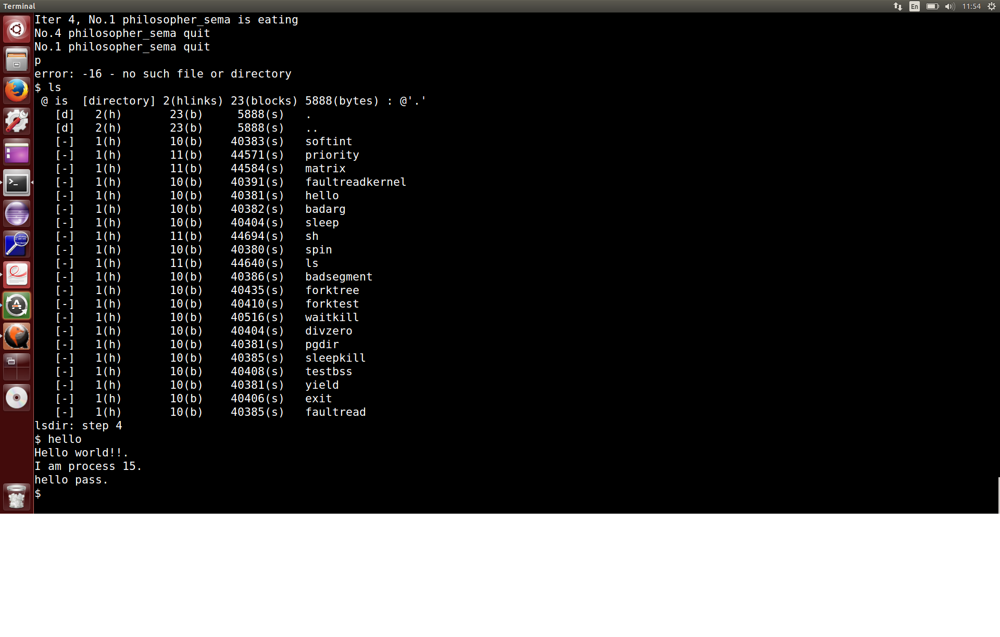 Terminal
En
11:54
Iter 4, No.1 philosopher_sema is eating
No.4 philosopher_sema quit
No.1 philosopher_sema quit
p
error: -16 - no such file or directory
$ ls
 @ is  [directory] 2(hlinks) 23(blocks) 5888(bytes) : @'.'
   [d]   2(h)       23(b)     5888(s)   .
   [d]   2(h)       23(b)     5888(s)   ..
   [-]   1(h)       10(b)    40383(s)   softint
   [-]   1(h)       11(b)    44571(s)   priority
   [-]   1(h)       11(b)    44584(s)   matrix
   [-]   1(h)       10(b)    40391(s)   faultreadkernel
   [-]   1(h)       10(b)    40381(s)   hello
   [-]   1(h)       10(b)    40382(s)   badarg
   [-]   1(h)       10(b)    40404(s)   sleep
   [-]   1(h)       11(b)    44694(s)   sh
   [-]   1(h)       10(b)    40380(s)   spin
   [-]   1(h)       11(b)    44640(s)   ls
   [-]   1(h)       10(b)    40386(s)   badsegment
   [-]   1(h)       10(b)    40435(s)   forktree
   [-]   1(h)       10(b)    40410(s)   forktest
   [-]   1(h)       10(b)    40516(s)   waitkill
   [-]   1(h)       10(b)    40404(s)   divzero
   [-]   1(h)       10(b)    40381(s)   pgdir
   [-]   1(h)       10(b)    40385(s)   sleepkill
   [-]   1(h)       10(b)    40408(s)   testbss
   [-]   1(h)       10(b)    40381(s)   yield
   [-]   1(h)       10(b)    40406(s)   exit
   [-]   1(h)       10(b)    40385(s)   faultread
lsdir: step 4
$ hello
Hello world!!.
I am process 15.
hello pass.
$